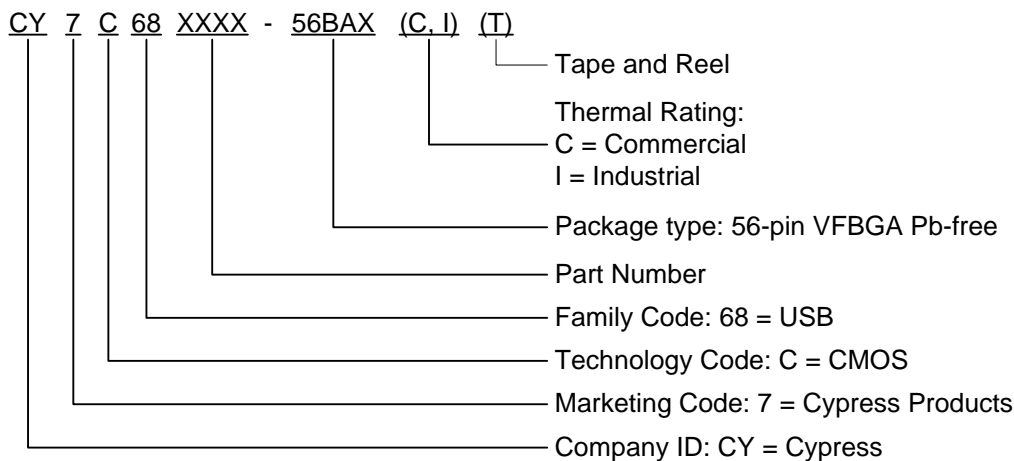 CY 7 C 68 XXXX - 56BAX (C, I) (T)
Tape and Reel
Thermal Rating:
C = Commercial
I = Industrial
Package type: 56-pin VFBGA Pb-free
Part Number
Family Code: 68 = USB
Technology Code: C = CMOS
Marketing Code: 7 = Cypress Products
Company ID: CY = Cypress